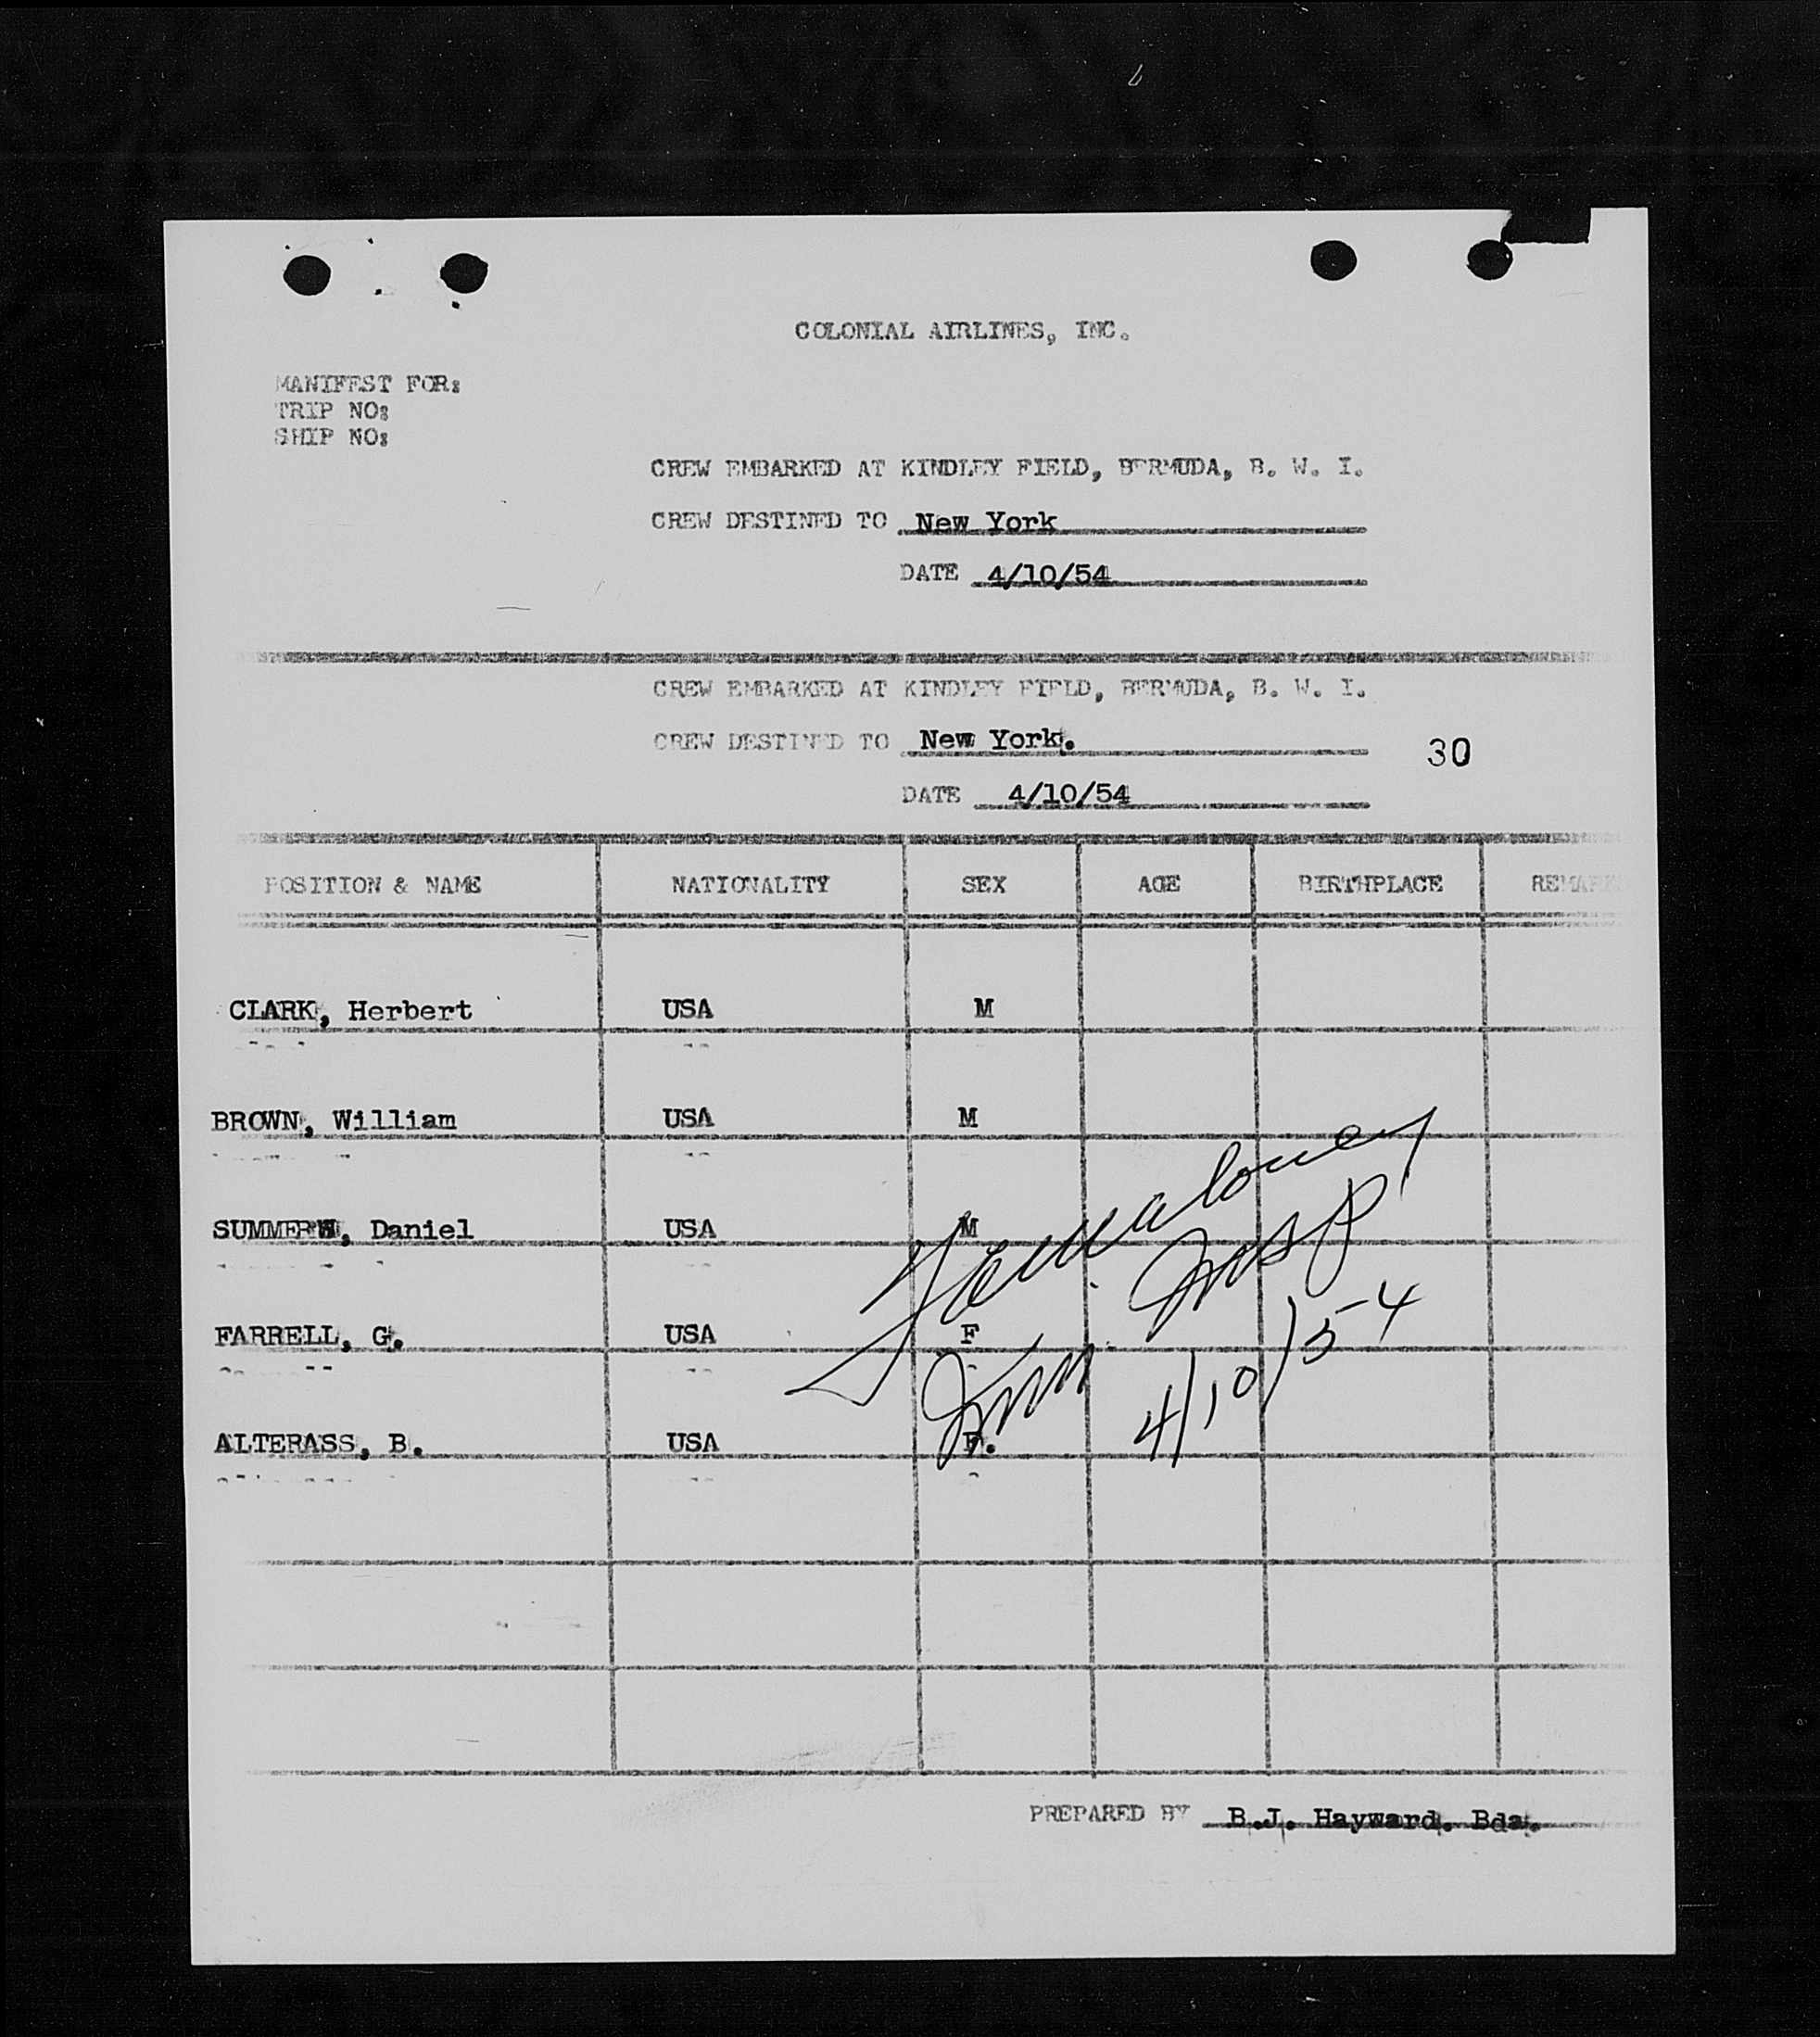 COLONIAL AIRLINES, INC.
MANIFEST FOR:
TRIP NO:
SHIP NO:
CREW EMBARKED AT KINDLEY FIELD, BERMUDA, B. W. I.
CREW DESTINED TO New York
DATE 4/10/54
CREW EMBARKED AT KINDLEY FIELD, BERMUDA, B. W. I.
CREW DESTINED TO New York.
30
DATE 4/10/54
POSITION & NAME NATIONALITY SEX AGE BIRTHPLACE REMARK
CLARK, Herbert USA M
BROWN, William USA M
Daniel USA M
FARRELL, G. USA F
ALTERASS, B. USA F.
4/10/54
PREPARED BY B.J. Hayward. Bda.